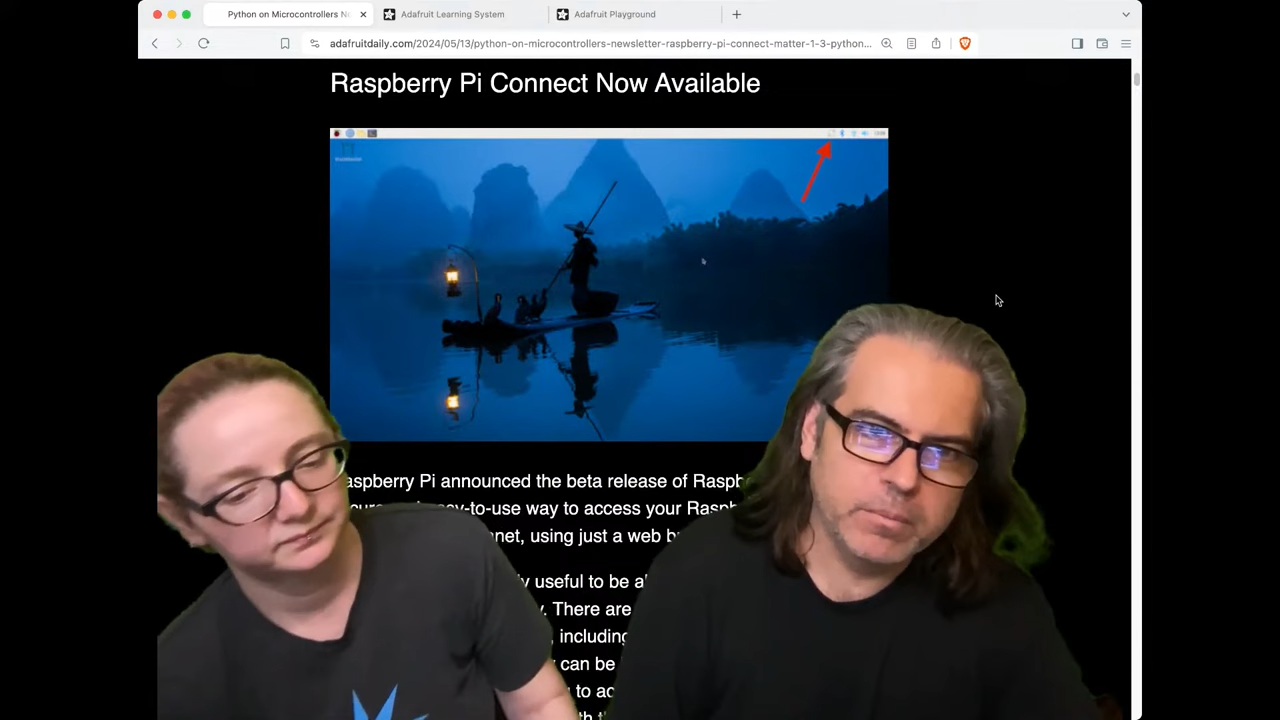 Python on Microcontrollers Ne
Adafruit Learning System
Adafruit Playground
adafruitdaily.com/2024/05/13/python-on-microcontrollers-newsletter-raspberry-pi-connect-matter-1-3-python...
Raspberry Pi Connect Now Available
aspberry Pi announced the beta release of Raspb
y-to-use way to access your Rasp
net, using just a web b
y useful to be a
. There are
, including
can be
to ac